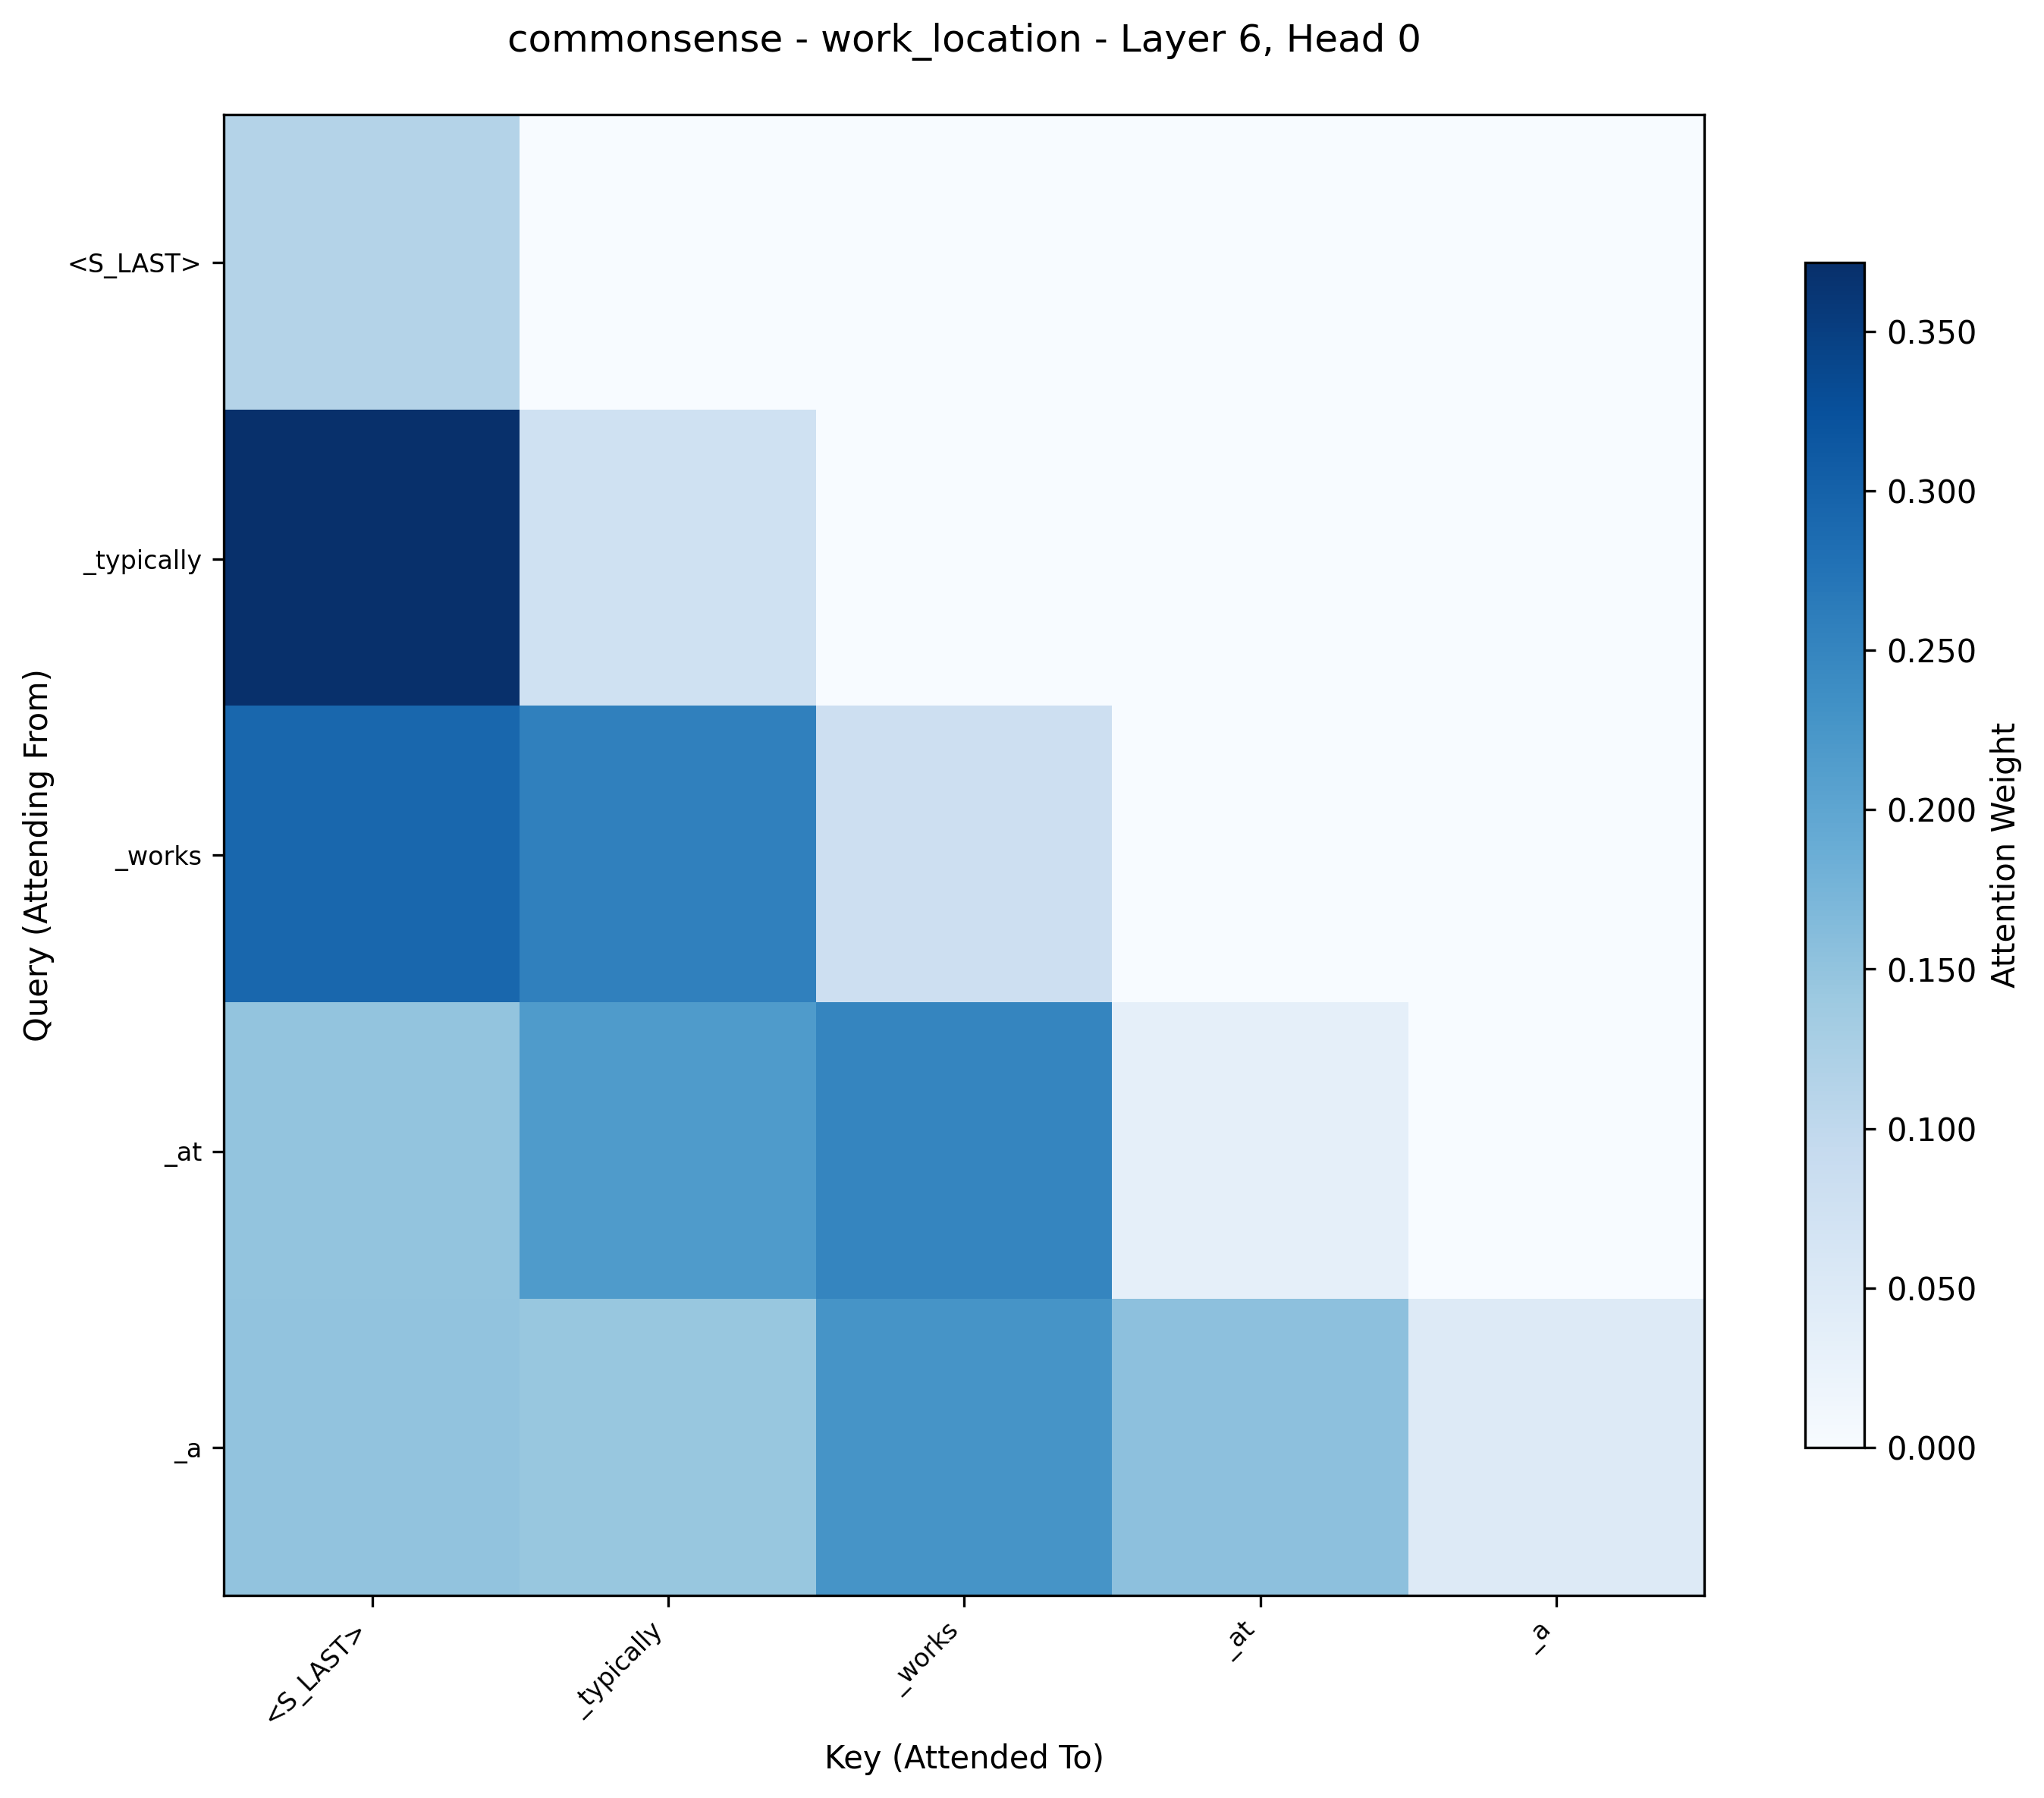 commonsense - work_location - Layer 6, Head 0
<S_LAST>
_typically
_works
_at
_a
Query (Attending From)
<S_LAST>
_typically
_works
_at
_a
Key (Attended To)
0.350
0.300
0.250
0.200
0.150
0.100
0.050
0.000
Attention Weight